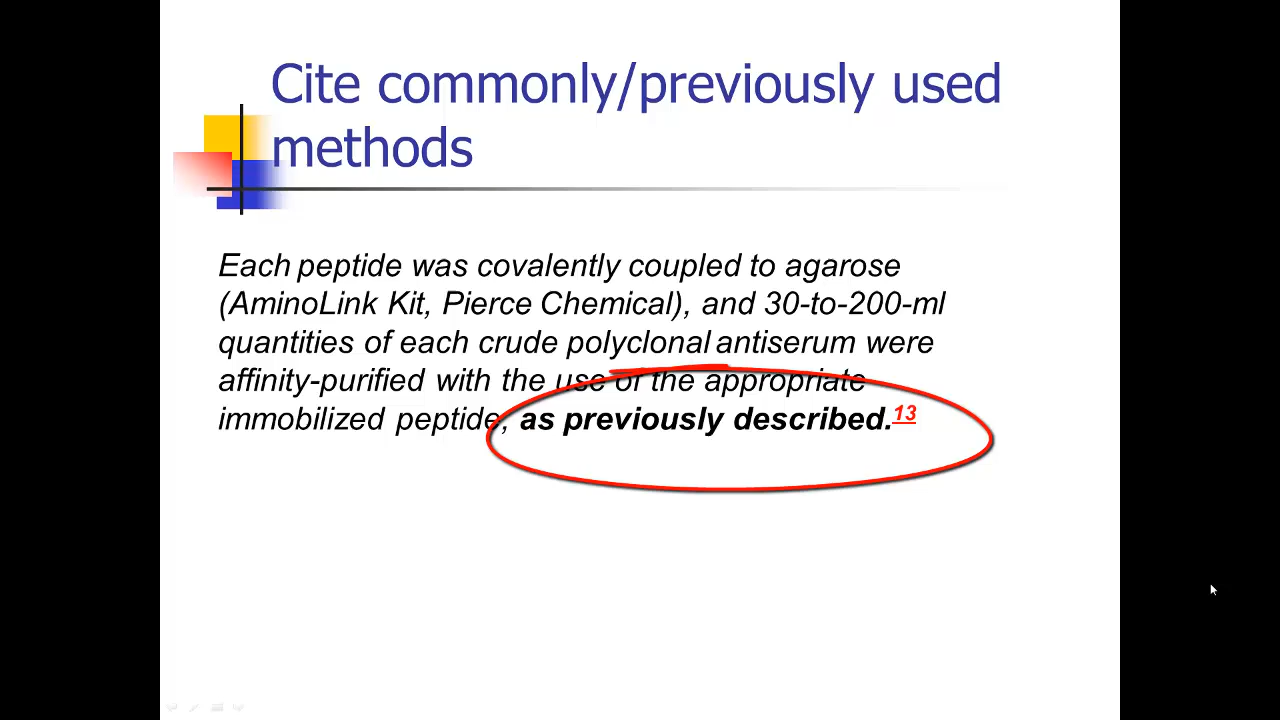 Cite commonly/previously used
methods
Each peptide was covalently coupled to agarose
(AminoLink Kit, Pierce Chemical), and 30-to-200-ml
quantities of each crude polyclonal antiserum were
affinity-purified with the use of the appropriate
immobilized peptide, as previously described.13